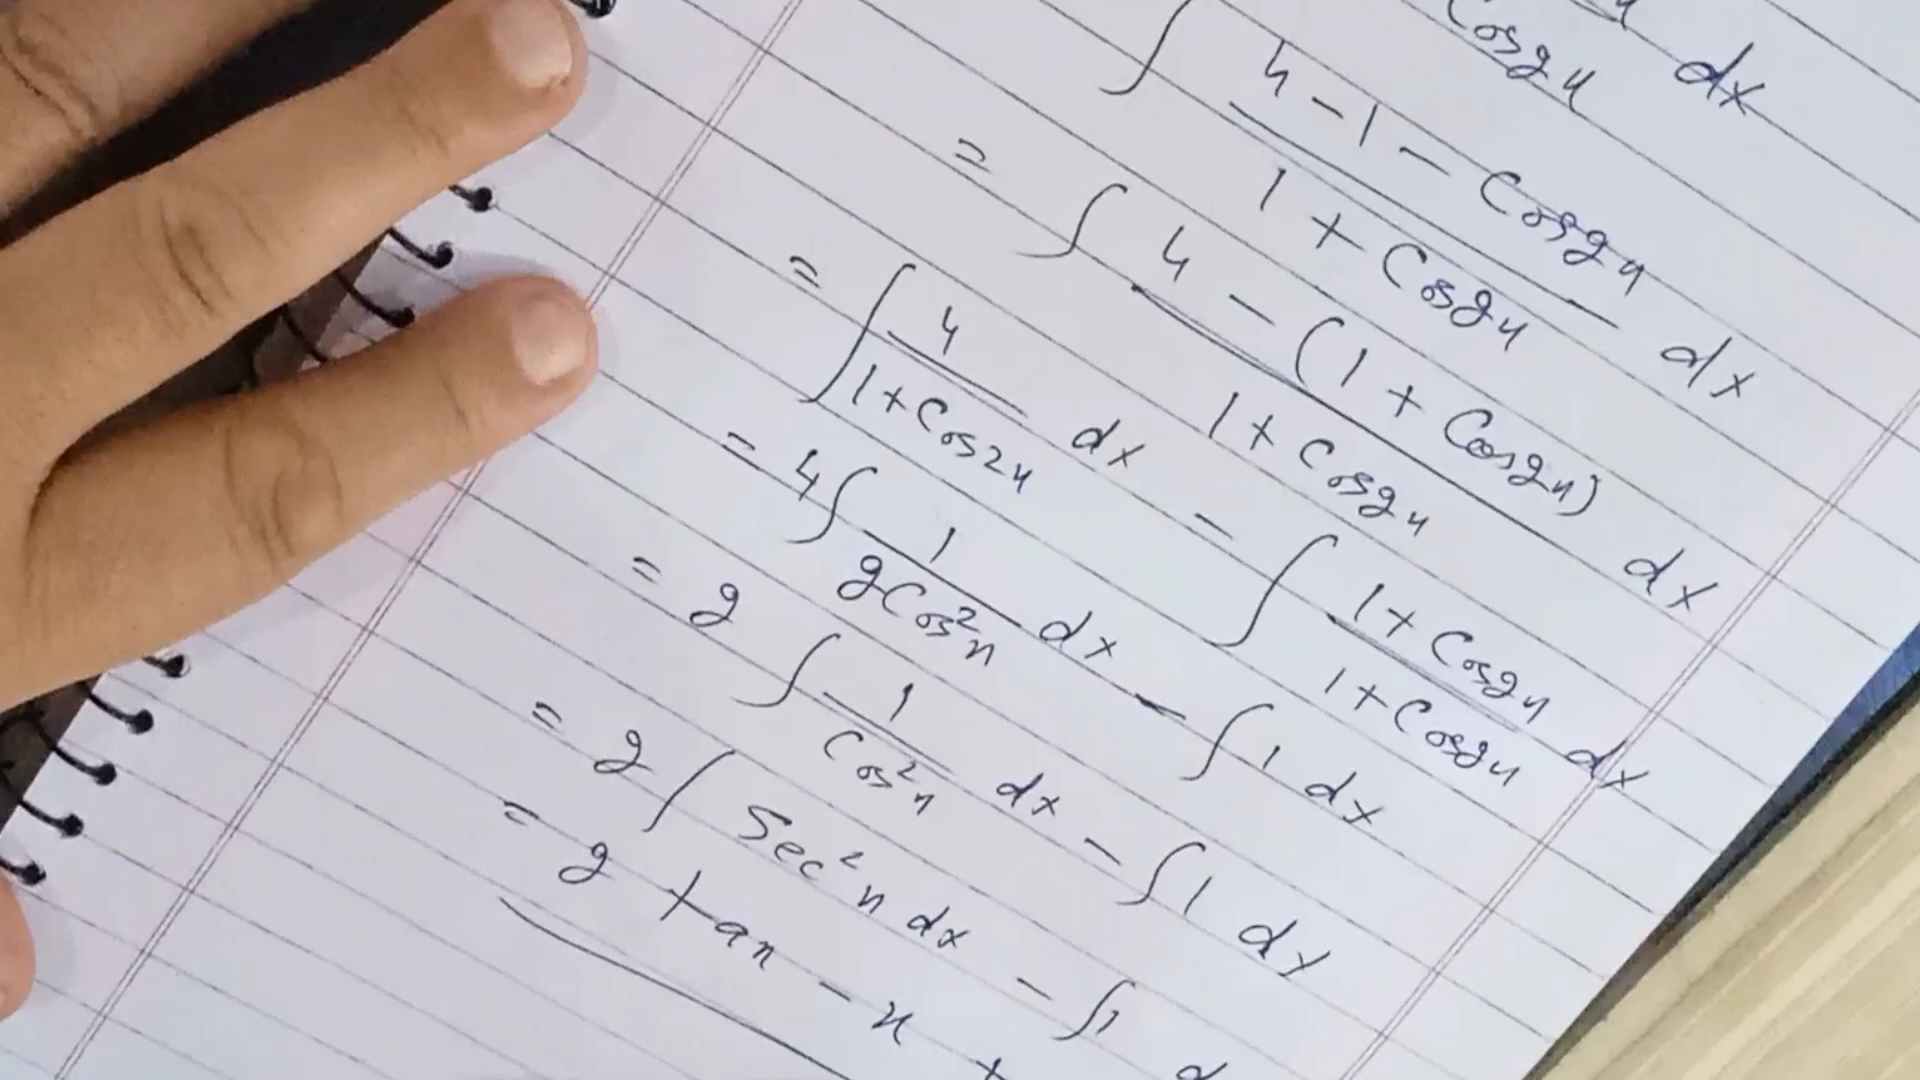 cos2x dx
∫ 4-1-cos2x / 1+cos2x dx
= ∫ 4-(1+cos2x) / 1+cos2x dx
= ∫ 4 / 1+cos2x dx - ∫ 1+cos2x / 1+cos2x dx
= 4∫ 1 / 2cos²x dx - ∫ 1 dx
= 2 ∫ 1 / cos²x dx - ∫ 1 dx
= 2 ∫ sec²x dx - ∫ 1 d
= 2 tan - x +